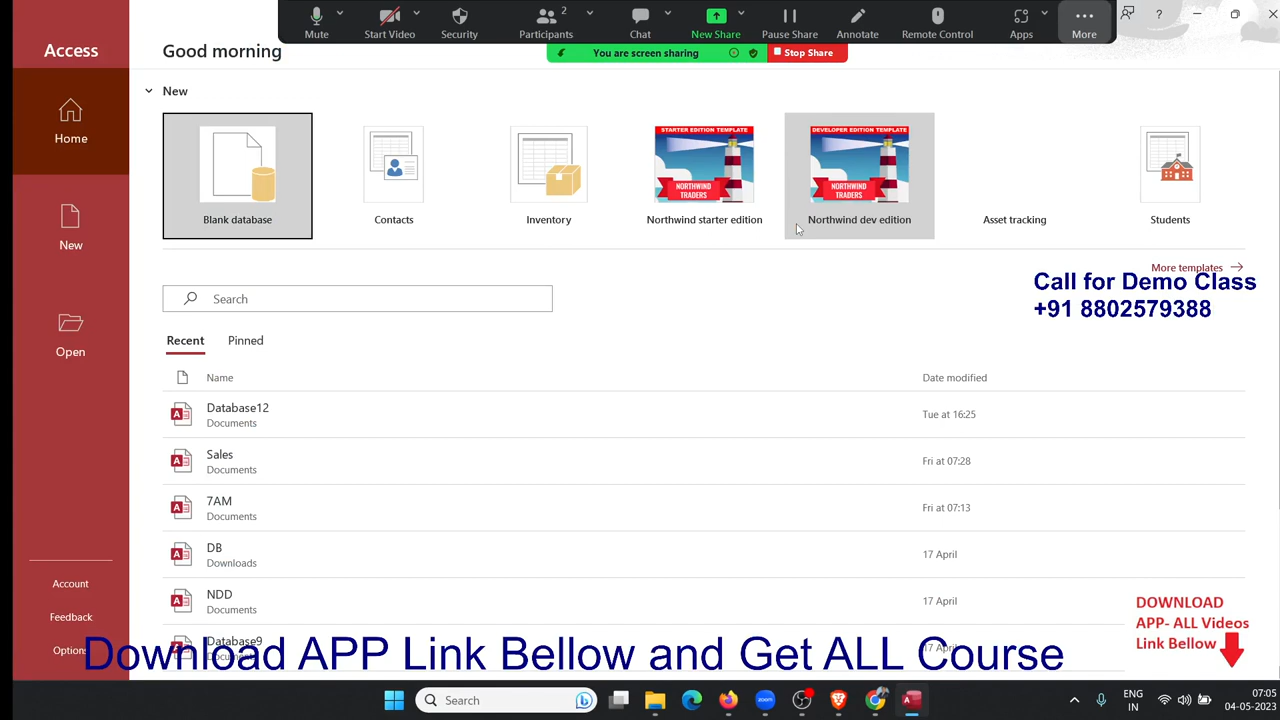 Mute
Start Video
Security
2
Participants
Chat
New Share
Pause Share
Annotate
Remote Control
Apps
More
?
You are screen sharing
Stop Share
Access
Good morning
Home
New
Open
Account
Feedback
Options
New
STARTER EDITION TEMPLATE
NORTHWIND
TRADERS
DEVELOPER EDITION TEMPLATE
NORTHWIND
TRADERS
Blank database
Contacts
Inventory
Northwind starter edition
Northwind dev edition
Asset tracking
Students
More templates
Call for Demo Class
+91 8802579388
Search
Recent
Pinned
Name
Date modified
Database12
Documents
Tue at 16:25
Sales
Documents
Fri at 07:28
7AM
Documents
Fri at 07:13
DB
Downloads
17 April
NDD
Documents
17 April
Database9
17 April
DOWNLOAD
APP- ALL Videos
Link Bellow
Download APP Link Bellow and Get ALL Course
Search
zoom
ENG
IN
07:05
04-05-2023